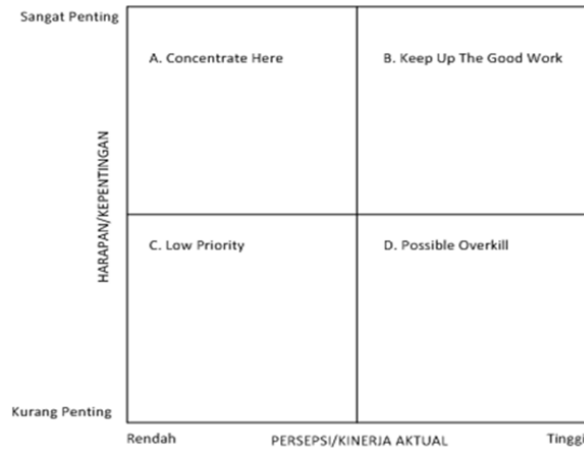 Sangat Penting
A. Concentrate Here
B. Keep Up The Good Work
HARAPAN/KEPENTINGAN
C. Low Priority
D. Possible Overkill
Kurang Penting
Rendah
PERSEPSI/KINERJA AKTUAL
Tinggi